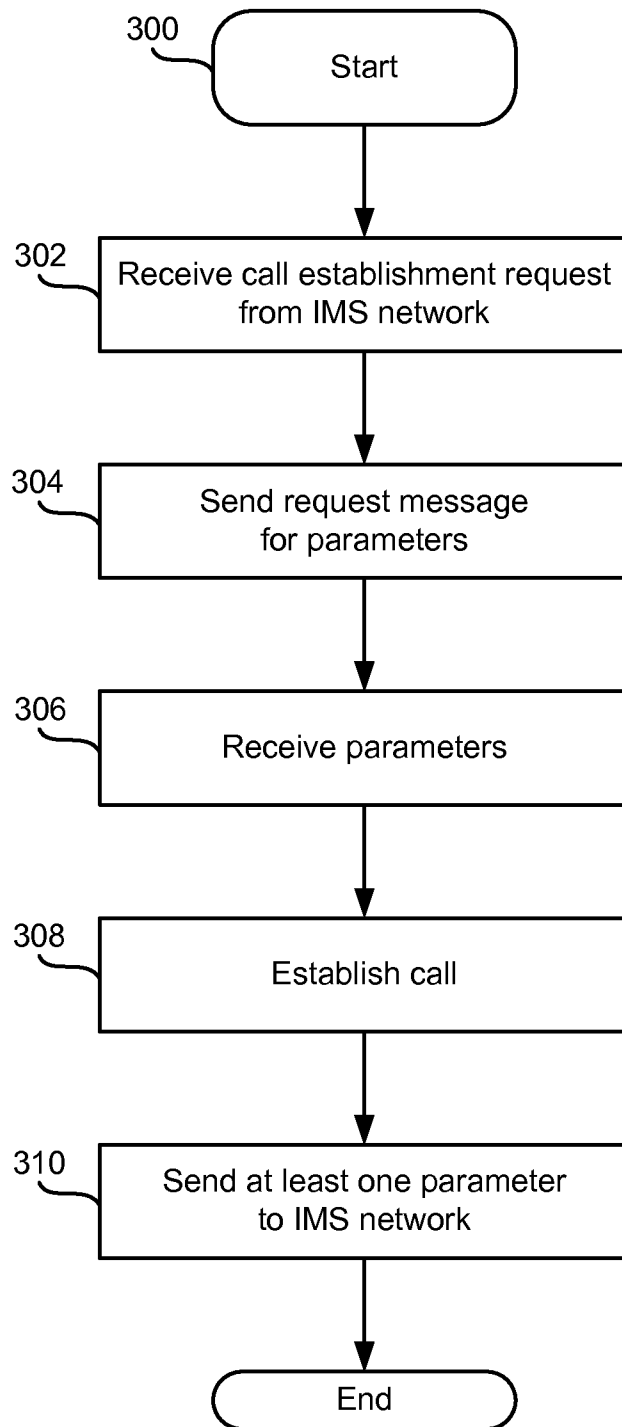 300
Start
302
Receive call establishment request
from IMS network
304
Send request message
for parameters
306
Receive parameters
308
Establish call
310
Send at least one parameter
to IMS network
End